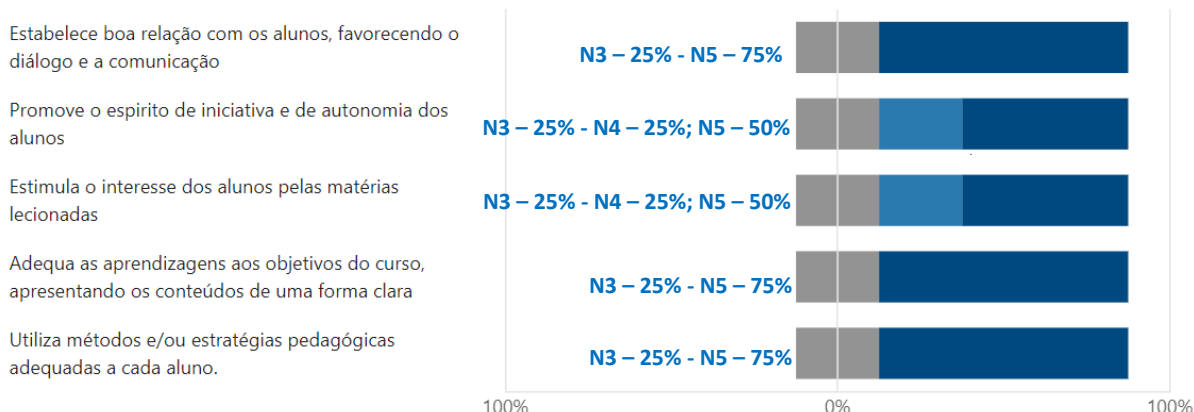 Estabelece boa relação com os alunos, favorecendo o
diálogo e a comunicação
N3 – 25% - N5 – 75%
Promove o espirito de iniciativa e de autonomia dos
alunos
N3 – 25% - N4 – 25%; N5 – 50%
Estimula o interesse dos alunos pelas matérias
lecionadas
N3 – 25% - N4 – 25%; N5 – 50%
Adequa as aprendizagens aos objetivos do curso,
apresentando os conteúdos de uma forma clara
N3 – 25% - N5 – 75%
Utiliza métodos e/ou estratégias pedagógicas
adequadas a cada aluno.
N3 – 25% - N5 – 75%
100% 0% 100%